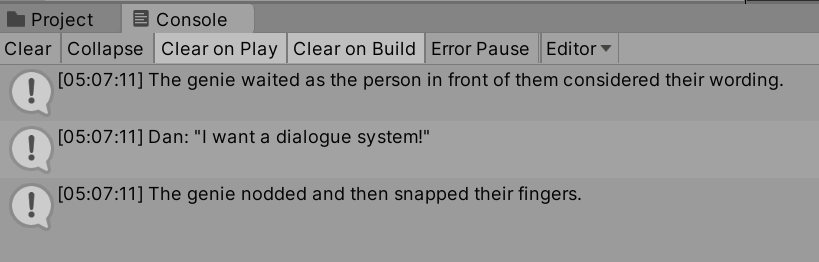 Project Console
Clear Collapse Clear on Play Clear on Build Error Pause Editor
[05:07:11] The genie waited as the person in front of them considered their wording.
[05:07:11] Dan: "I want a dialogue system!"
[05:07:11] The genie nodded and then snapped their fingers.